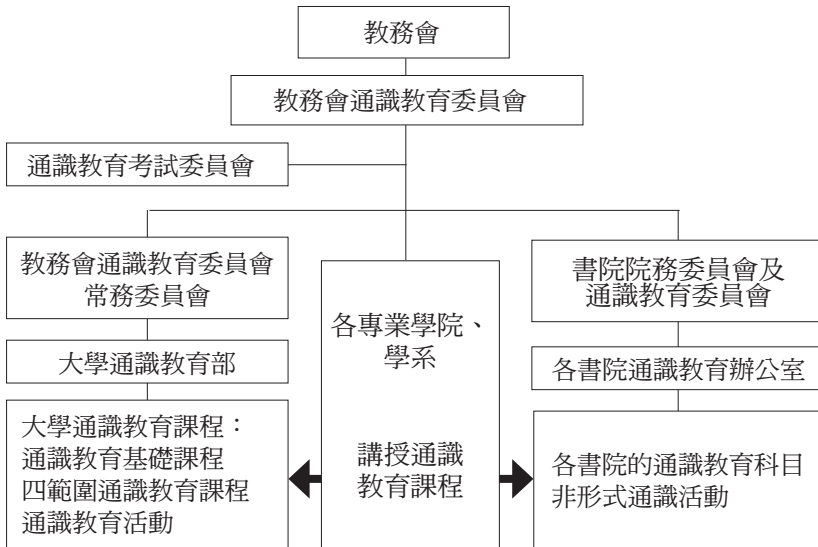 教務會
教務會通識教育委員會
通識教育考試委員會
教務會通識教育委員會
常務委員會
大學通識教育部
大學通識教育課程：
通識教育基礎課程
四範圍通識教育課程
通識教育活動
各專業學院、
學系
講授通識
教育課程
書院院務委員會及
通識教育委員會
各書院通識教育辦公室
各書院的通識教育科目
非形式通識活動